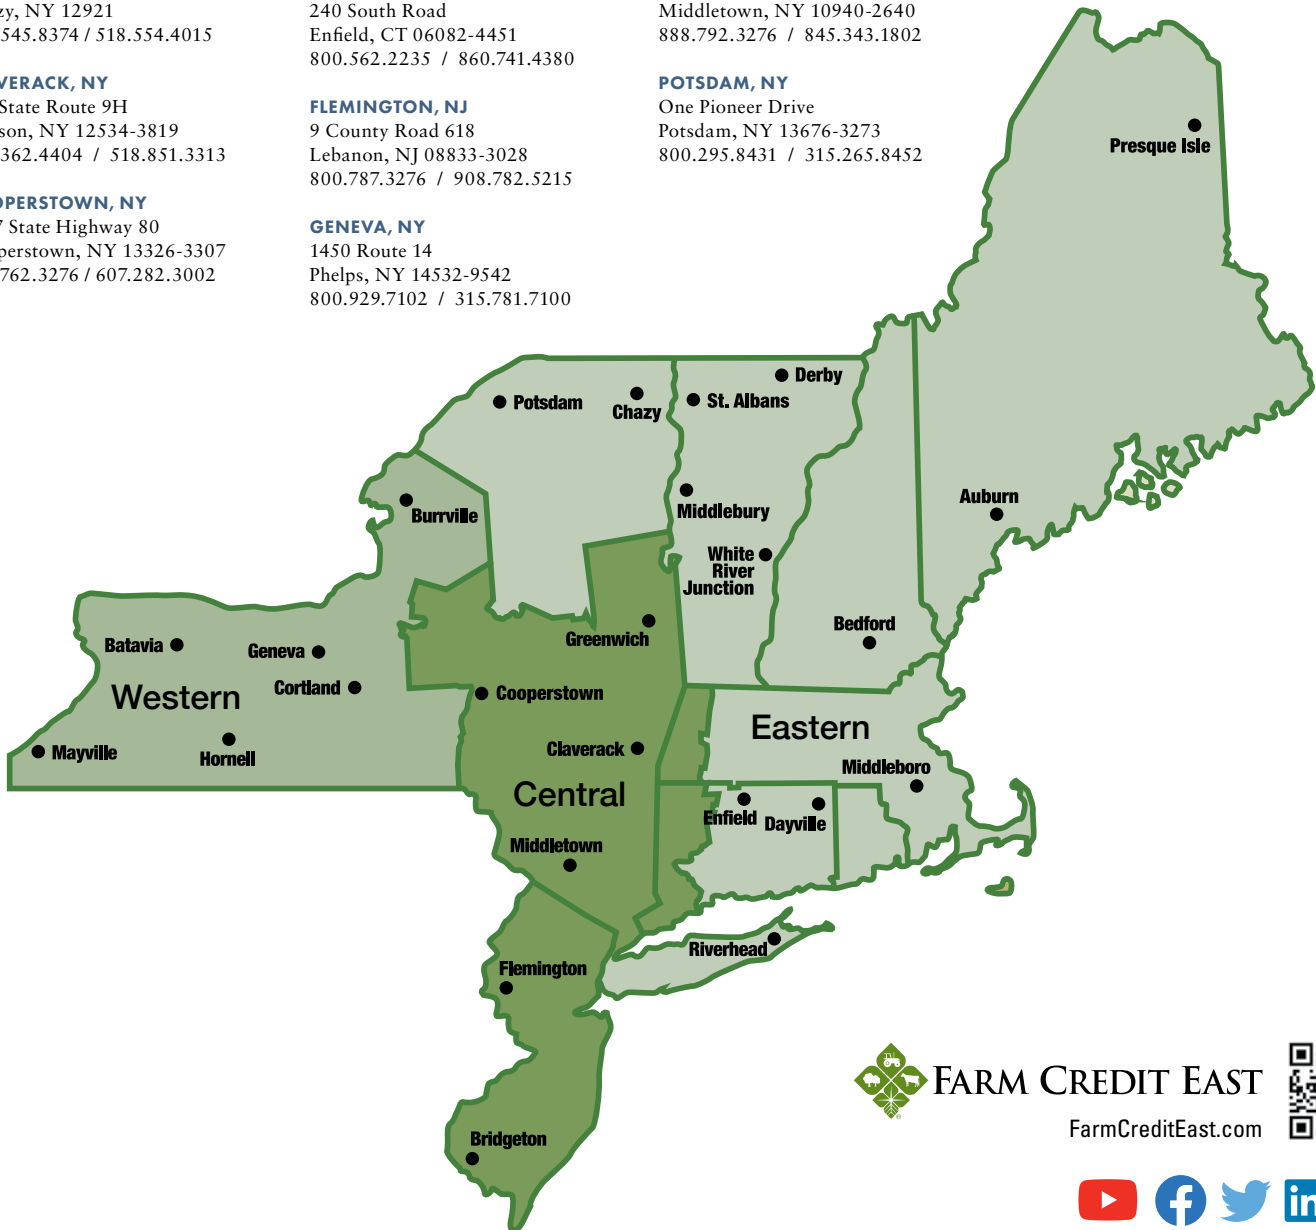 NY 12921
545.8374 / 518.554.4015
NY
State Route 9H
NY 12534-3819
362.4404 / 518.851.3313
NY
State Highway 80
NY 13326-3307
762.3276 / 607.282.3002
240 South Road
Enfield, CT 06082-4451
800.562.2235 / 860.741.4380
FLEMINGTON, NJ
9 County Road 618
Lebanon, NJ 08833-3028
800.787.3276 / 908.782.5215
GENEVA, NY
1450 Route 14
Phelps, NY 14532-9542
800.929.7102 / 315.781.7100
Middletown, NY 10940-2640
888.792.3276 / 845.343.1802
POTSDAM, NY
One Pioneer Drive
Potsdam, NY 13676-3273
800.295.8431 / 315.265.8452
Presque Isle
Derby
Potsdam
Chazy
St. Albans
Burrville
Middlebury
Auburn
White
River
Junction
Greenwich
Bedford
Batavia
Geneva
Cortland
Western
Cooperstown
Eastern
Mayville
Hornell
Claverack
Middleboro
Central
Enfield
Dayville
Middletown
Riverhead
Flemington
Bridgeton
FARM CREDIT EAST
FarmCreditEast.com
in